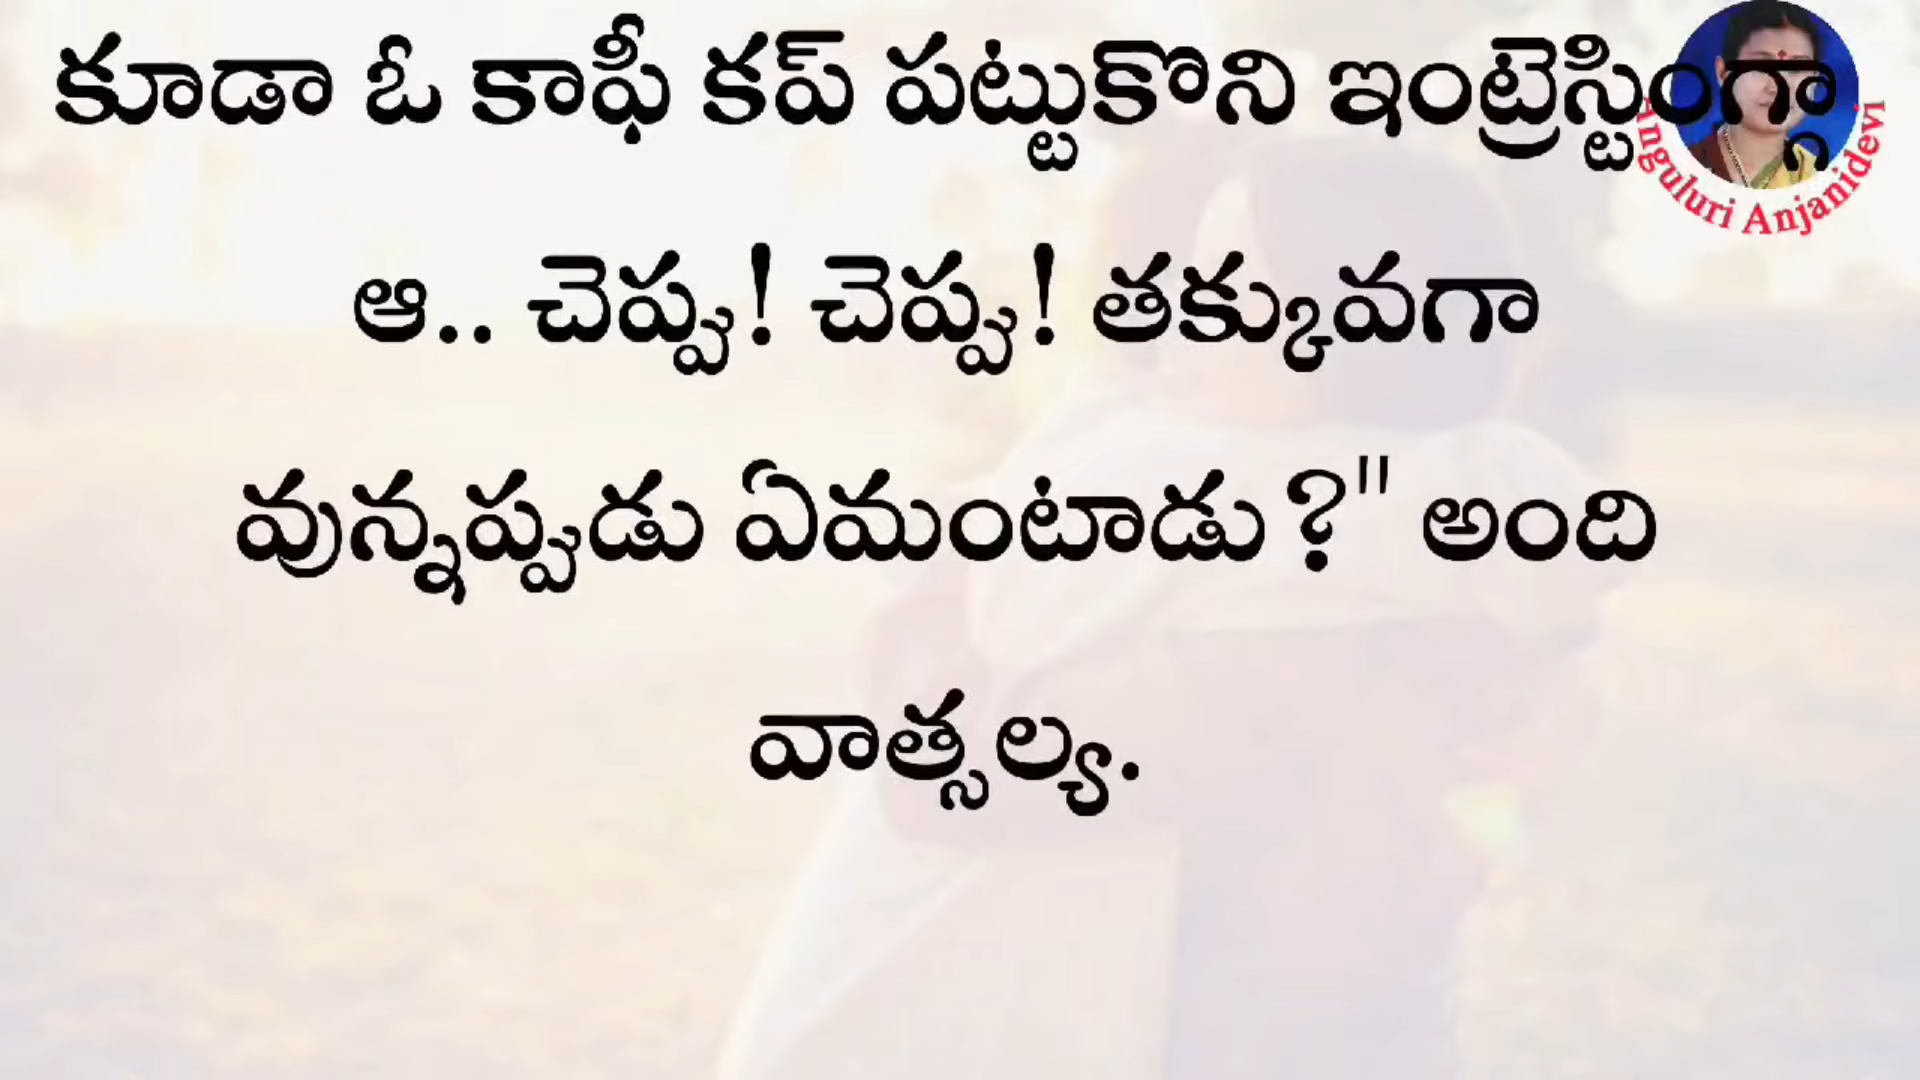 కూడా ఓ కాఫీ కప్ పట్టుకొని ఇంట్రెస్టింగ్గా
Anguluri Anjanidevi
ఆ.. చెప్పు! చెప్పు! తక్కువగా
వున్నప్పుడు ఏమంటాడు?" అంది
వాత్సల్య.